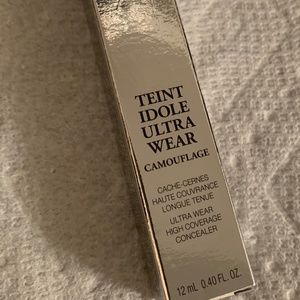 TEINT
IDOLE
ULTRA
WEAR
CAMOUFLAGE
CACHE-CERNES
HAUTE COUVRANCE
LONGUE TENUE
ULTRA WEAR
HIGH COVERAGE
CONCEALER
12 mL 0.40 FL. OZ.